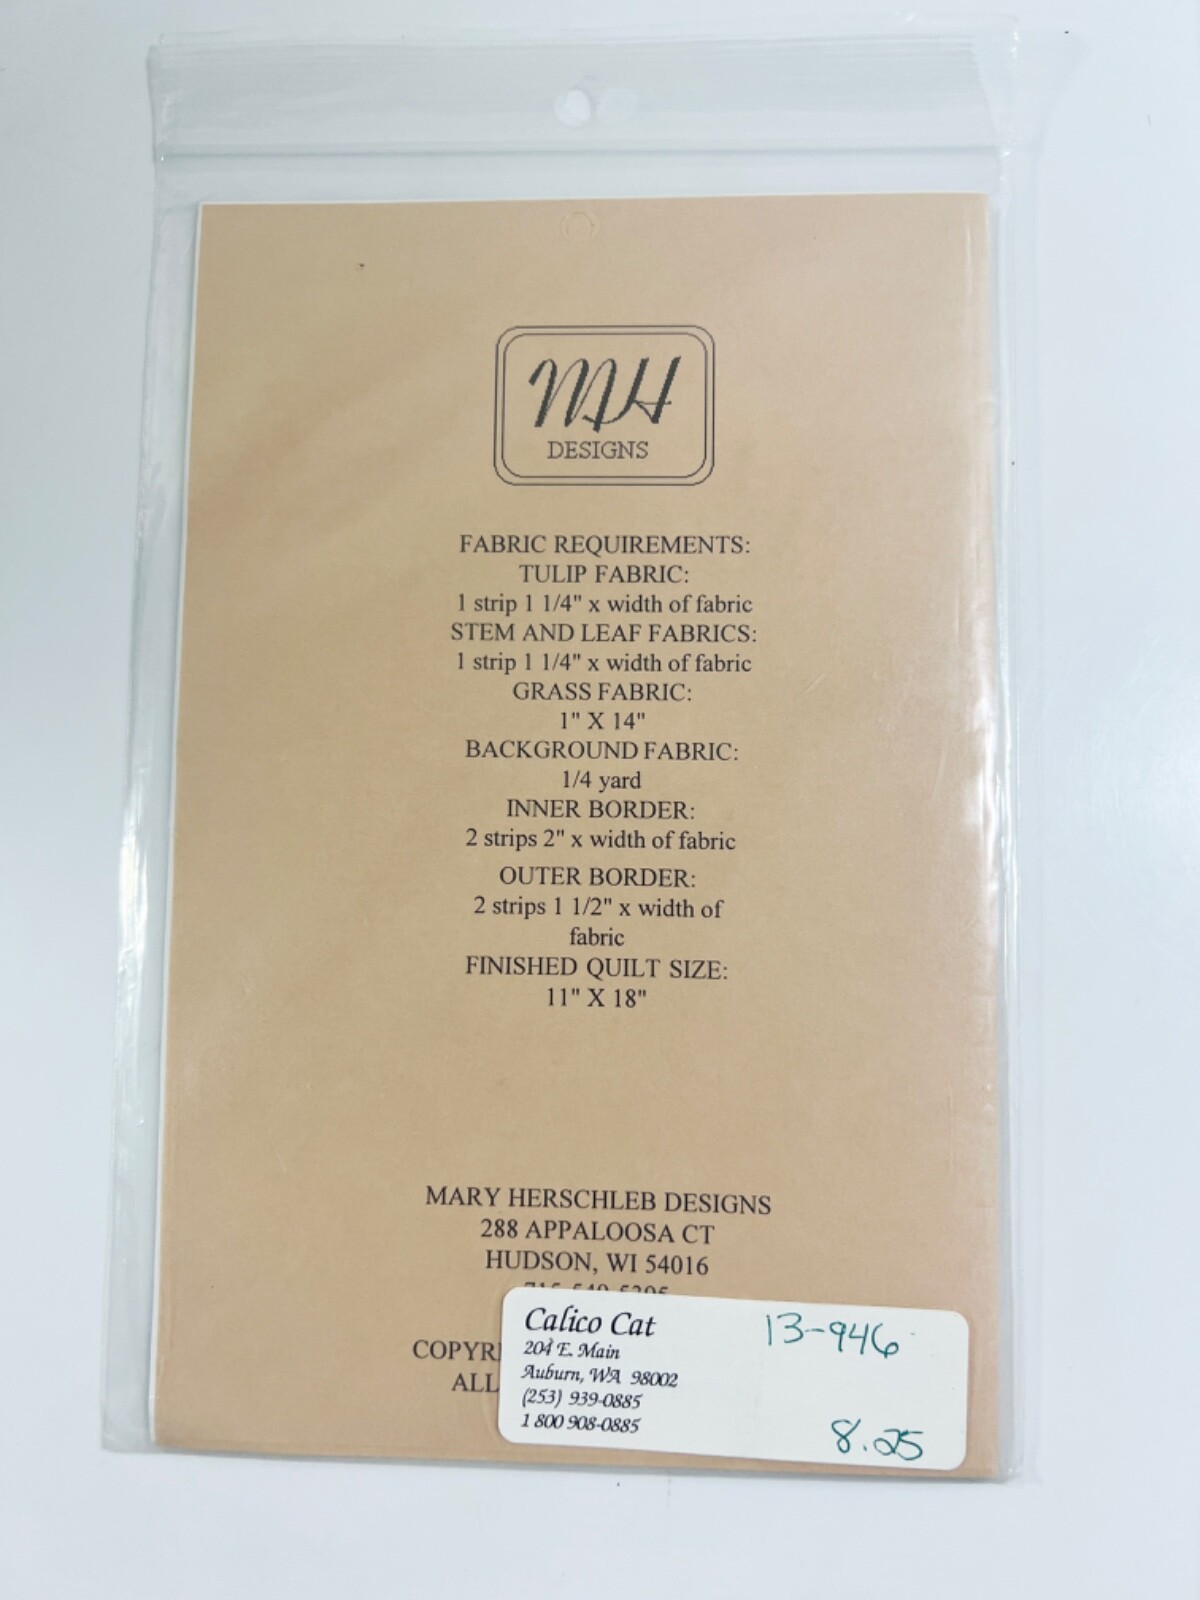 MH
DESIGNS
FABRIC REQUIREMENTS:
TULIP FABRIC:
1 strip 1 1/4" x width of fabric
STEM AND LEAF FABRICS:
1 strip 1 1/4" x width of fabric
GRASS FABRIC:
1" X 14"
BACKGROUND FABRIC:
1/4 yard
INNER BORDER:
2 strips 2" x width of fabric
OUTER BORDER:
2 strips 1 1/2" x width of
fabric
FINISHED QUILT SIZE:
11" X 18"
MARY HERSCHLEB DESIGNS
288 APPALOOSA CT
HUDSON, WI 54016
COPYR
ALL
Calico Cat
204 E. Main
Auburn, WA 98002
(253) 939-0885
1 800 908-0885
13-946
8.25